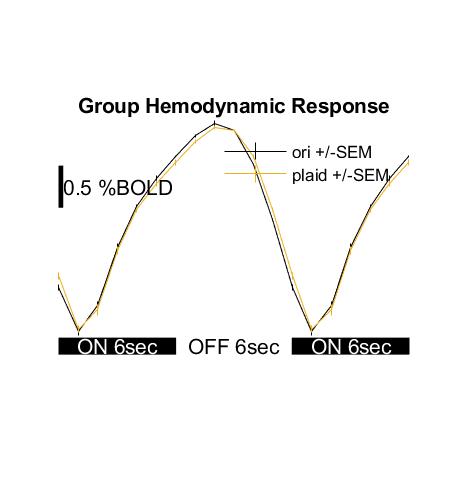 Group Hemodynamic Response
ori +/-SEM
plaid +/-SEM
0.5 %BOLD
ON 6sec OFF 6sec ON 6sec